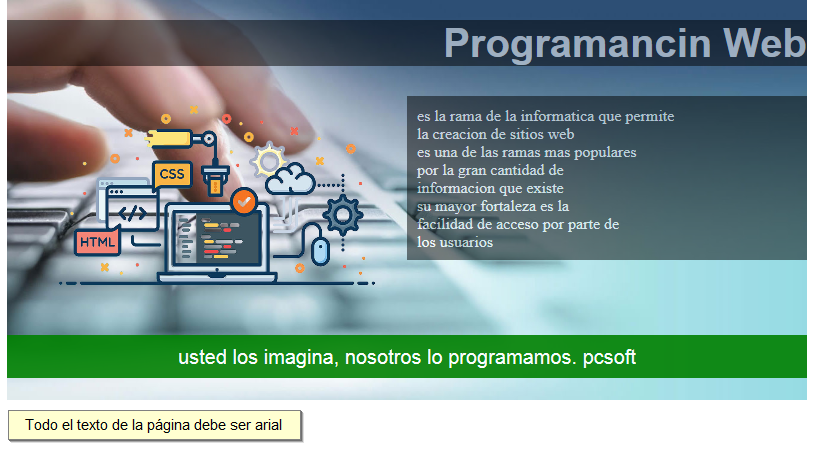 Programancin Web
es la rama de la informatica que permite
la creacion de sitios web
es una de las ramas mas populares
por la gran cantidad de
informacion que existe
su mayor fortaleza es la
facilidad de acceso por parte de
los usuarios
CSS
HTML
usted los imagina, nosotros lo programamos. pcsoft
Todo el texto de la página debe ser arial